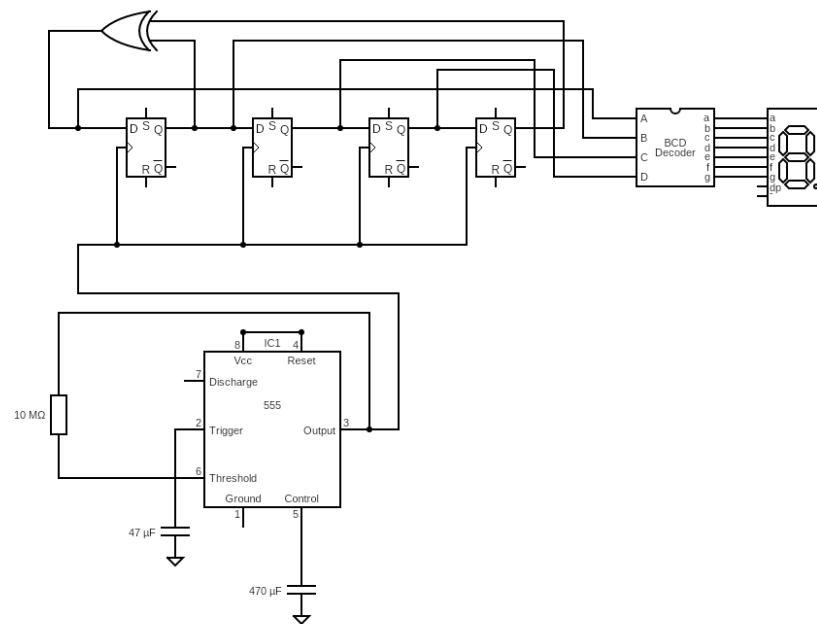 D S Q
R Q
D S Q
R Q
D S Q
R Q
D S Q
R Q
A
B
C
D
BCD
Decoder
a
b
c
d
e
f
g
a
b
c
d
e
f
g
dp
-
8
IC1
4
Vcc
Reset
7
Discharge
555
10 MΩ
2
Trigger
Output
3
6
Threshold
Ground
Control
1
5
47 µF
470 µF